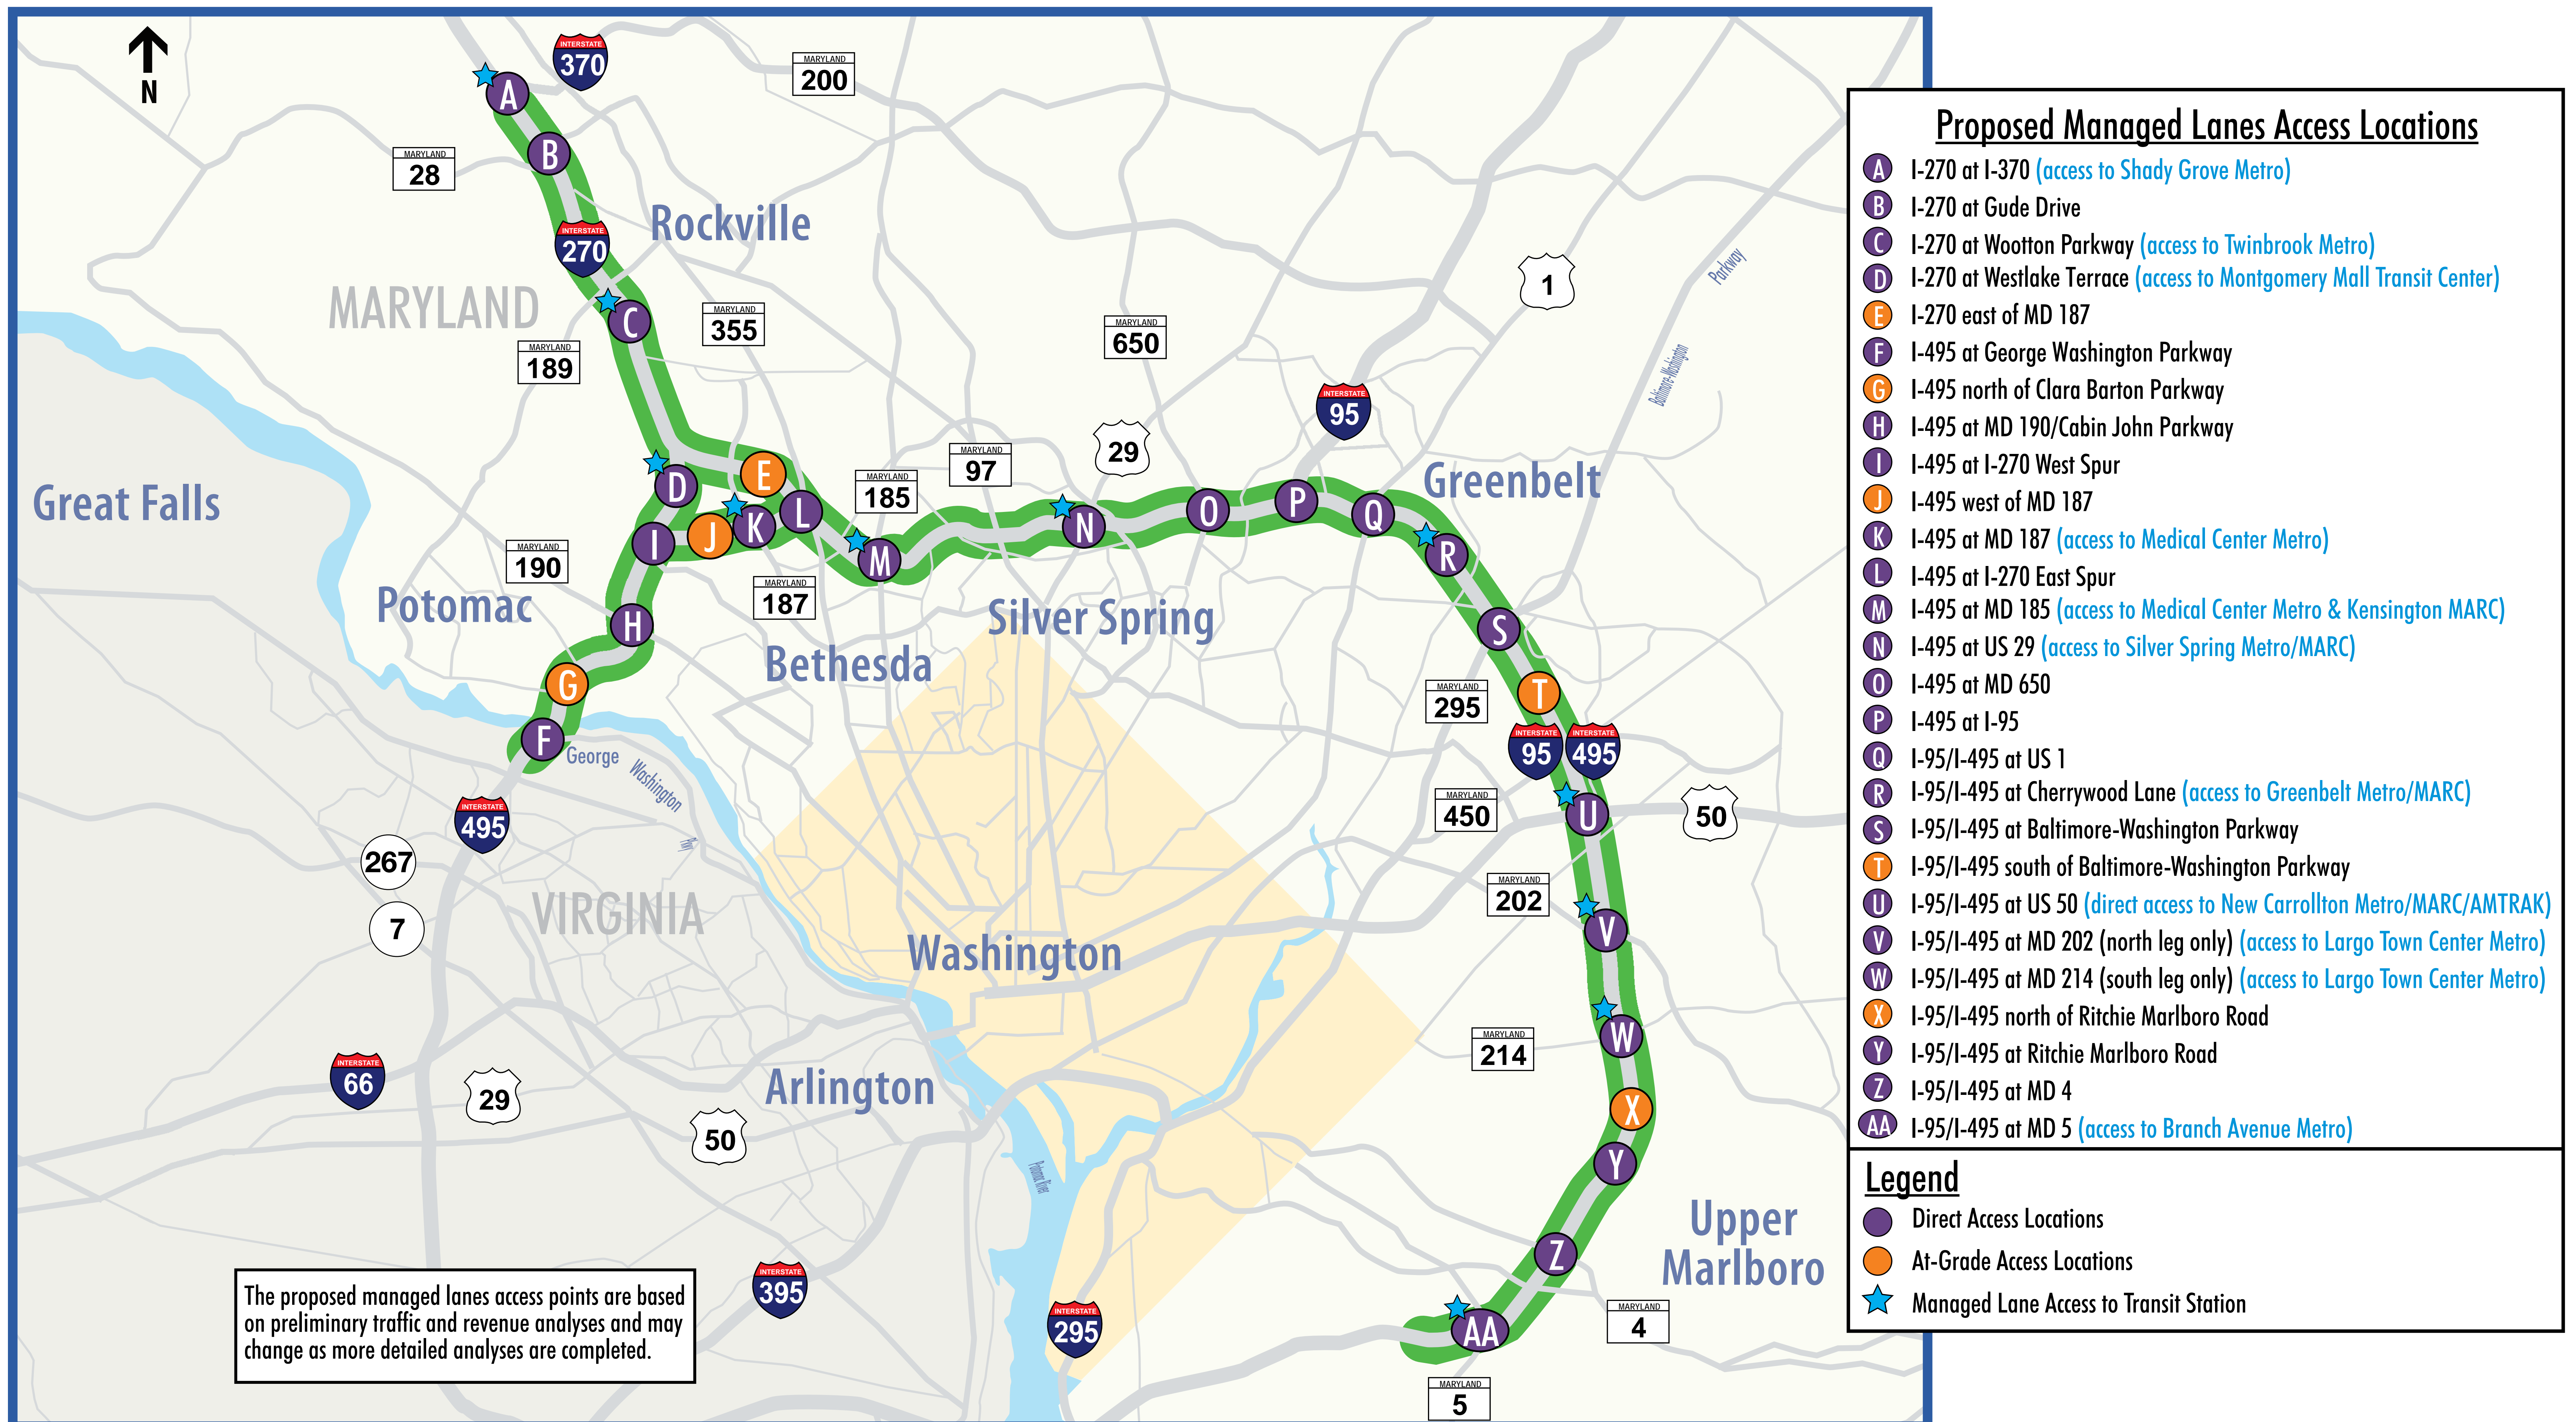 N
INTERSTATE
370
MARYLAND
200
A
B
MARYLAND
28
Rockville
INTERSTATE
270
MARYLAND
C
MARYLAND
355
MARYLAND
189
MARYLAND
650
1
Parkway
Baltimore-Washington
INTERSTATE
95
29
MARYLAND
97
MARYLAND
185
Greenbelt
Great Falls
D
E
L
K
J
I
M
N
O
P
Q
R
MARYLAND
190
MARYLAND
187
Potomac
H
Silver Spring
Bethesda
S
G
T
MARYLAND
295
F
George
Washington
Pkwy
INTERSTATE
95
INTERSTATE
495
INTERSTATE
495
U
MARYLAND
450
50
267
7
VIRGINIA
MARYLAND
202
V
Washington
W
MARYLAND
214
INTERSTATE
66
29
Arlington
50
X
Potomac River
Y
Upper
Marlboro
Z
INTERSTATE
395
INTERSTATE
295
AA
MARYLAND
4
MARYLAND
5
The proposed managed lanes access points are based
on preliminary traffic and revenue analyses and may
change as more detailed analyses are completed.
Proposed Managed Lanes Access Locations
A I-270 at I-370 (access to Shady Grove Metro)
B I-270 at Gude Drive
C I-270 at Wootton Parkway (access to Twinbrook Metro)
D I-270 at Westlake Terrace (access to Montgomery Mall Transit Center)
E I-270 east of MD 187
F I-495 at George Washington Parkway
G I-495 north of Clara Barton Parkway
H I-495 at MD 190/Cabin John Parkway
I I-495 at I-270 West Spur
J I-495 west of MD 187
K I-495 at MD 187 (access to Medical Center Metro)
L I-495 at I-270 East Spur
M I-495 at MD 185 (access to Medical Center Metro & Kensington MARC)
N I-495 at US 29 (access to Silver Spring Metro/MARC)
O I-495 at MD 650
P I-495 at I-95
Q I-95/I-495 at US 1
R I-95/I-495 at Cherrywood Lane (access to Greenbelt Metro/MARC)
S I-95/I-495 at Baltimore-Washington Parkway
T I-95/I-495 south of Baltimore-Washington Parkway
U I-95/I-495 at US 50 (direct access to New Carrollton Metro/MARC/AMTRAK)
V I-95/I-495 at MD 202 (north leg only) (access to Largo Town Center Metro)
W I-95/I-495 at MD 214 (south leg only) (access to Largo Town Center Metro)
X I-95/I-495 north of Ritchie Marlboro Road
Y I-95/I-495 at Ritchie Marlboro Road
Z I-95/I-495 at MD 4
AA I-95/I-495 at MD 5 (access to Branch Avenue Metro)
Legend
Direct Access Locations
At-Grade Access Locations
Managed Lane Access to Transit Station